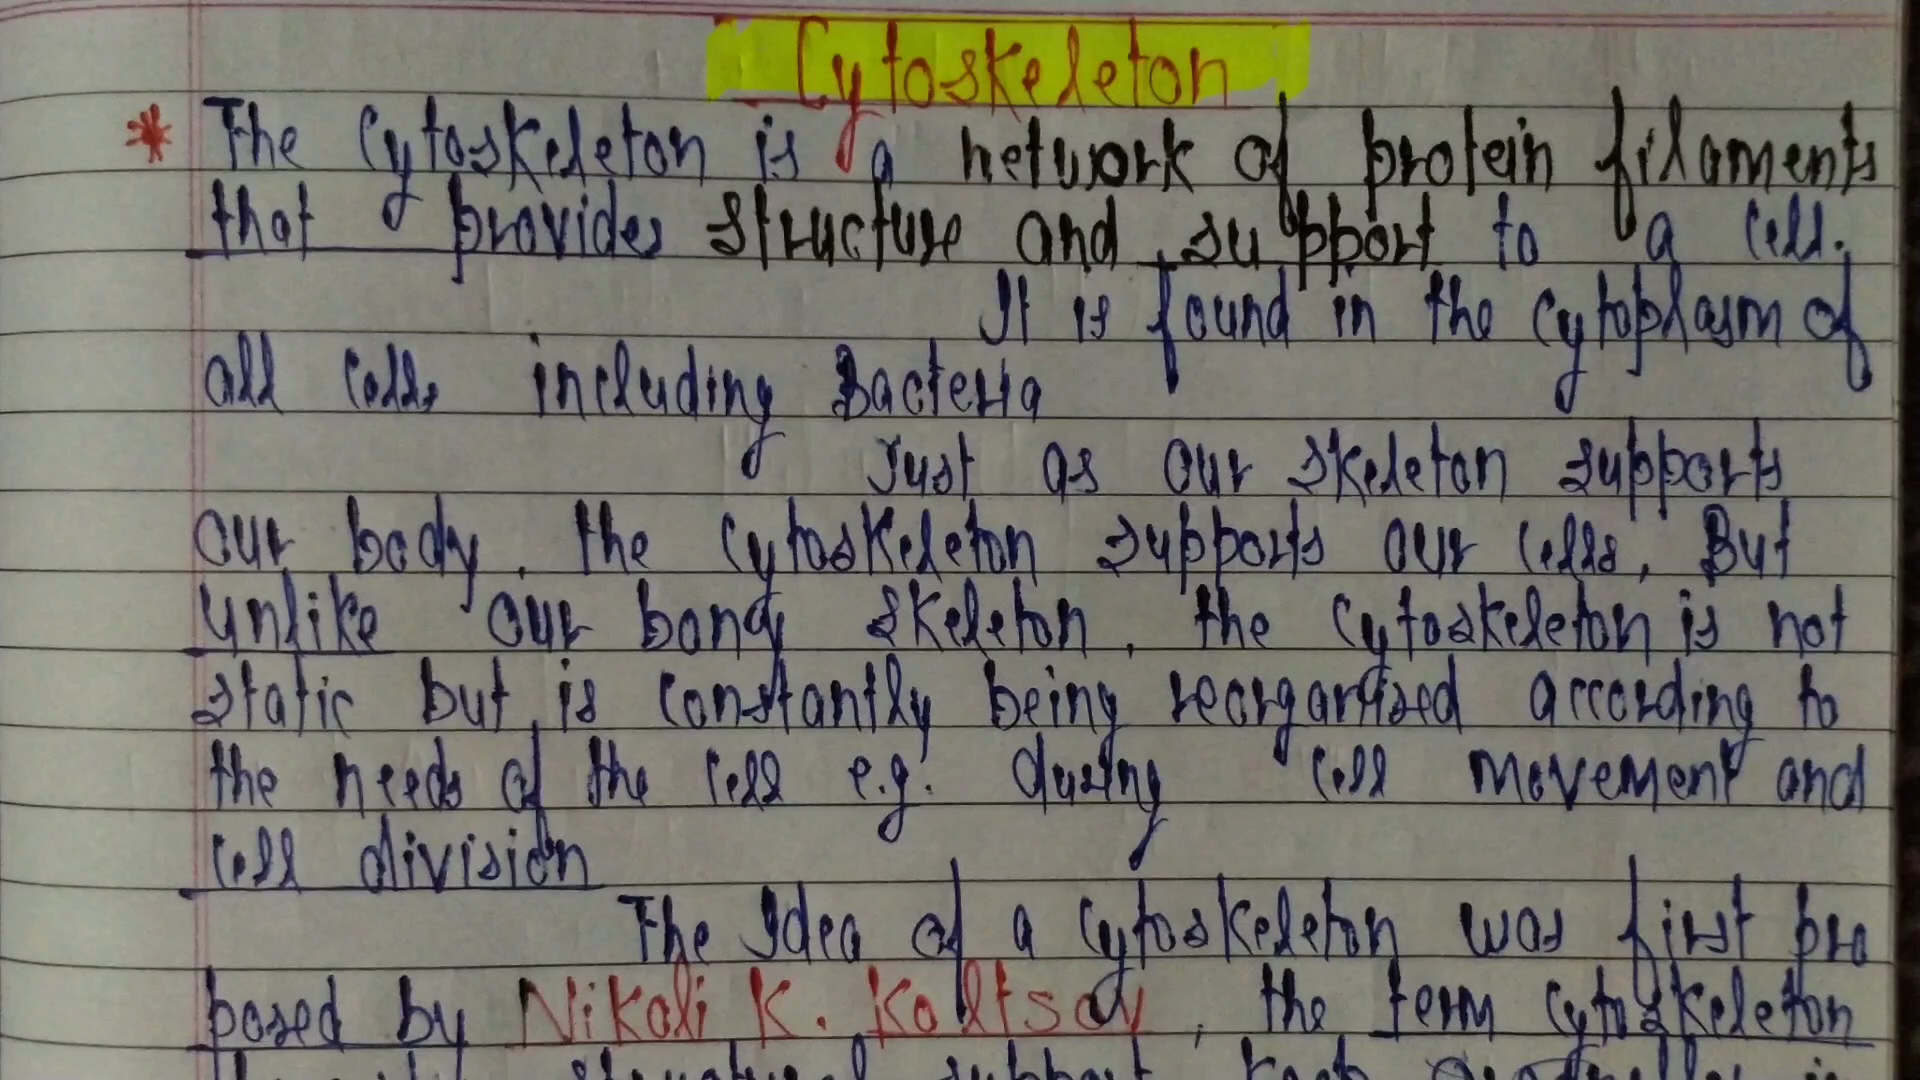 Cytoskeleton
* The Cytoskeleton is a network of protein filaments
that provides structure and support to a cell.
It is found in the cytoplasm of
all cells including Bacteria
Just as our skeleton supports
our body, the cytoskeleton supports our cells, But
unlike our bony skeleton, the cytoskeleton is not
static but is constantly being reorganised according to
the needs of the cell e.g. during cell movement and
cell division
The Idea of a cytoskeleton was first pro
posed by Nikoli K. Koltsov, the term cytoskeleton
structural support